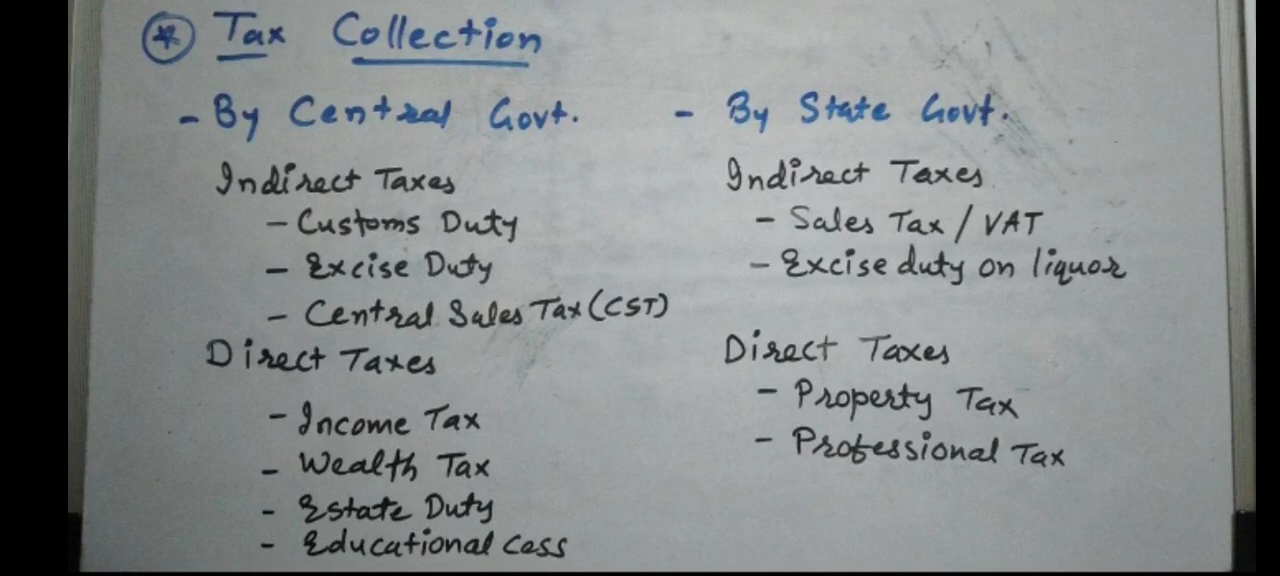 * Tax Collection
- By Central Govt.
Indirect Taxes
- Customs Duty
- Excise Duty
- Central Sales Tax (CST)
Direct Taxes
- Income Tax
- Wealth Tax
- Estate Duty
- Educational Cess
- By State Govt.
Indirect Taxes
- Sales Tax / VAT
- Excise duty on liquor
Direct Taxes
- Property Tax
- Professional Tax